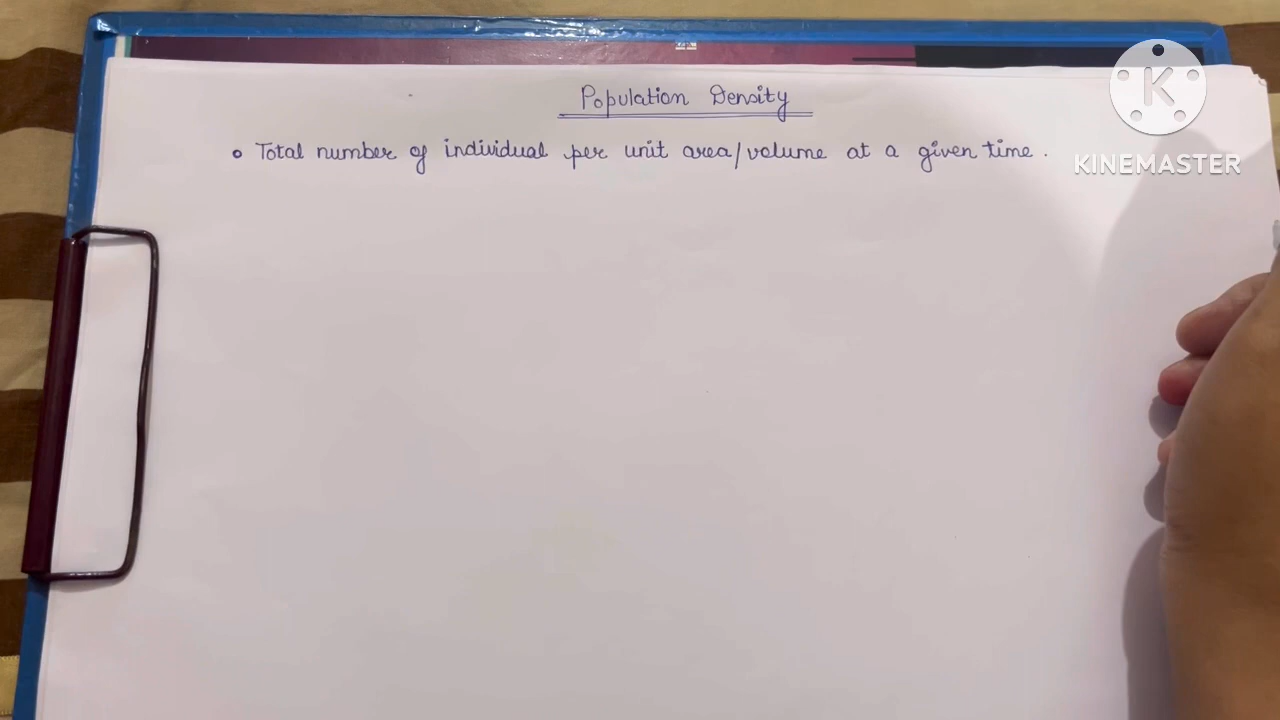 Population Density
Total number of individual per unit area/volume at a given time.
K
KINEMASTER